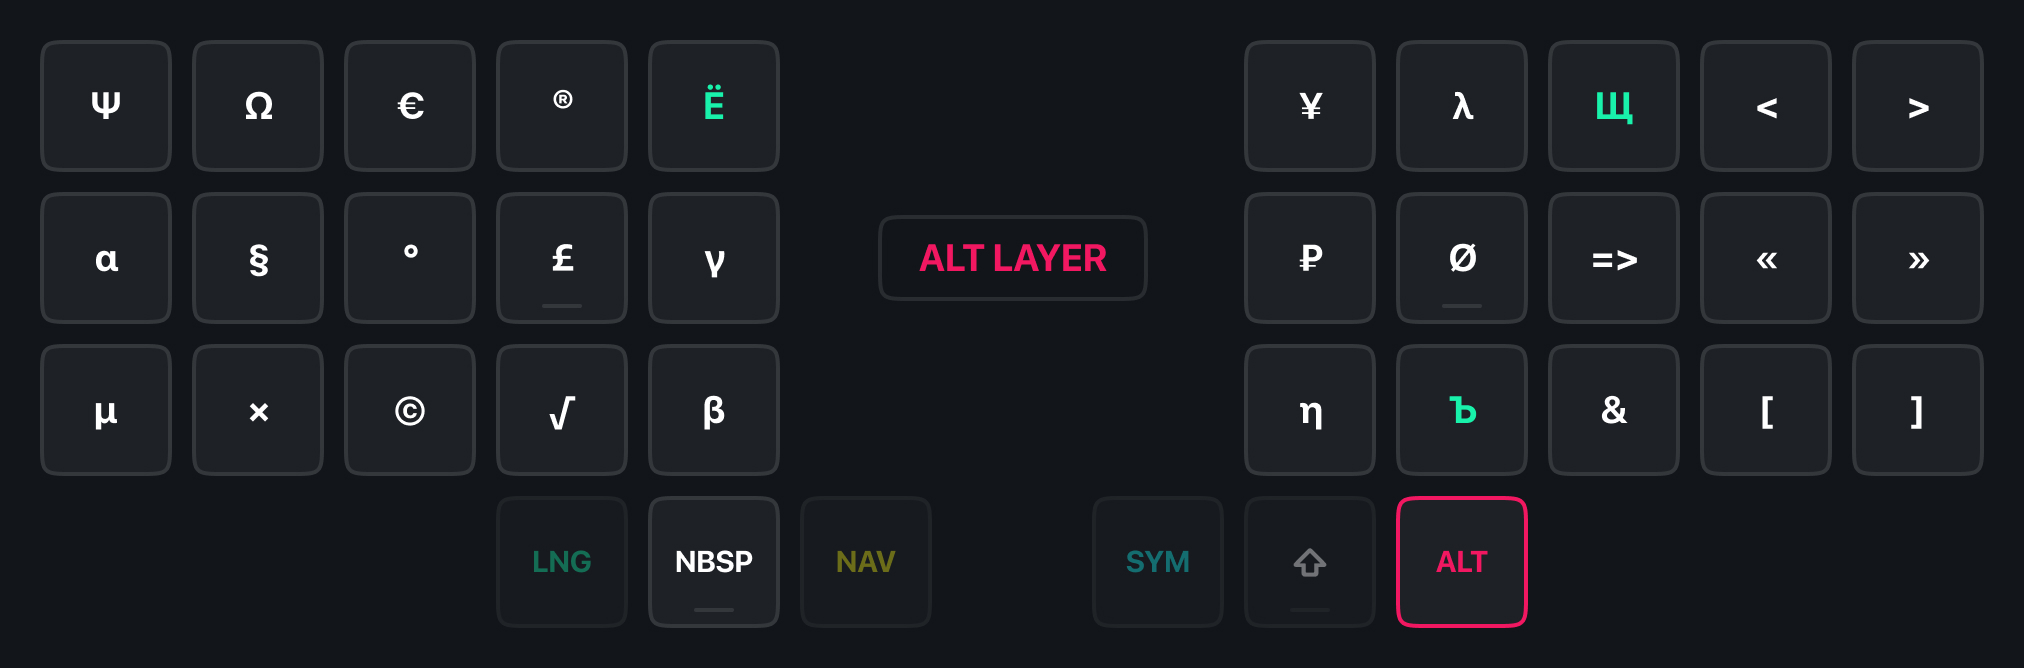 Ψ Ω € ® Ë ¥ λ Щ < >
α § ° £ γ ALT LAYER ₽ Ø => « »
μ × © √ β η Ъ & [ ]
LNG NBSP NAV SYM ⇧ ALT